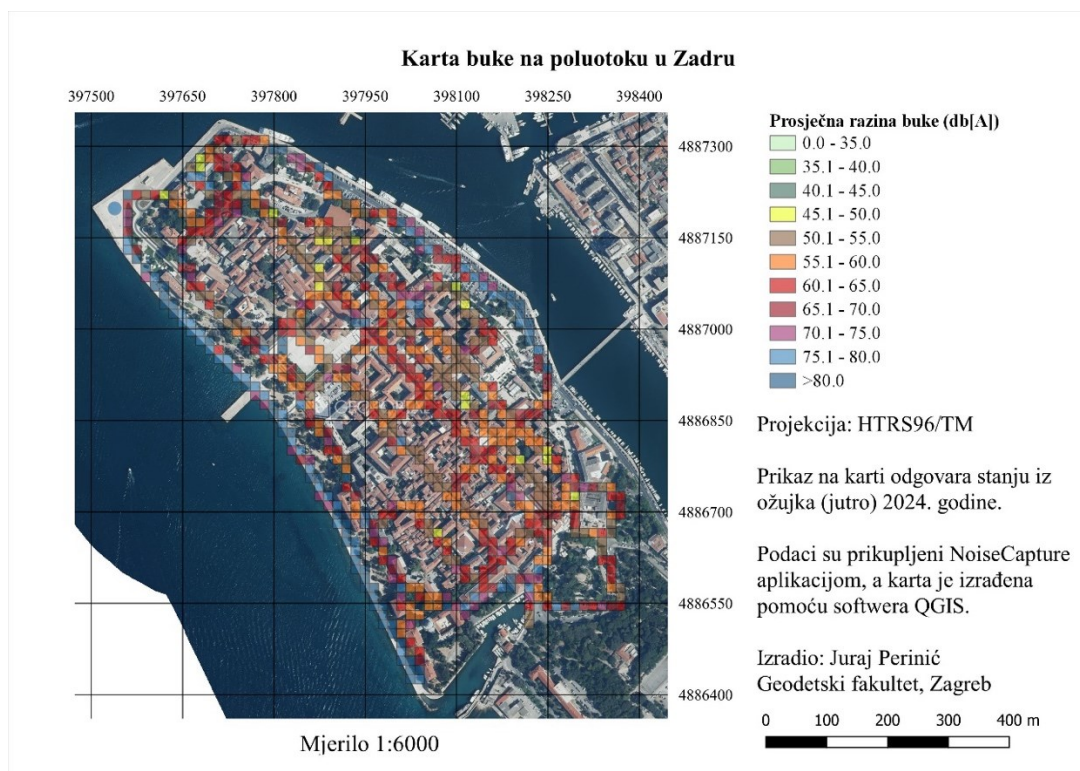 Karta buke na poluotoku u Zadru
397500 397650 397800 397950 398100 398250 398400
4887300
4887150
4887000
4886850
4886700
4886550
4886400
Mjerilo 1:6000
Prosječna razina buke (db[A])
0.0 - 35.0
35.1 - 40.0
40.1 - 45.0
45.1 - 50.0
50.1 - 55.0
55.1 - 60.0
60.1 - 65.0
65.1 - 70.0
70.1 - 75.0
75.1 - 80.0
>80.0
Projekcija: HTRS96/TM
Prikaz na karti odgovara stanju iz
ožujka (jutro) 2024. godine.
Podaci su prikupljeni NoiseCapture
aplikacijom, a karta je izrađena
pomoću softwera QGIS.
Izradio: Juraj Perinić
Geodetski fakultet, Zagreb
0 100 200 300 400 m